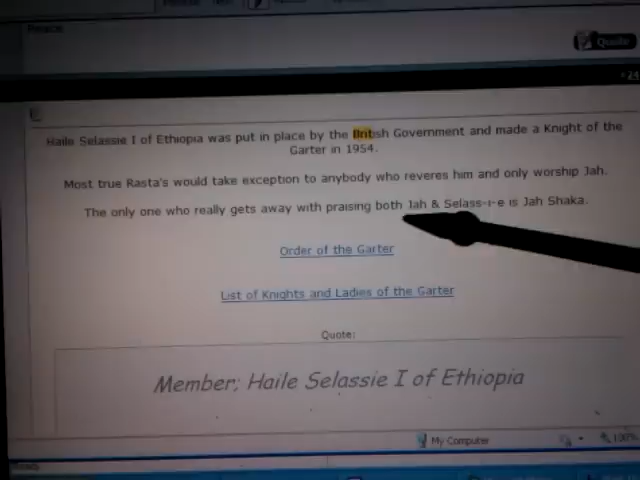 Quote
+24
Haile Selassie I of Ethiopia was put in place by the British Government and made a Knight of the
Garter in 1954.
Most true Rasta's would take exception to anybody who reveres him and only worship Jah.
The only one who really gets away with praising both Jah & Selass-i-e is Jah Shaka.
Order of the Garter
List of Knights and Ladies of the Garter
Quote:
Member; Haile Selassie I of Ethiopia
My Computer
100%